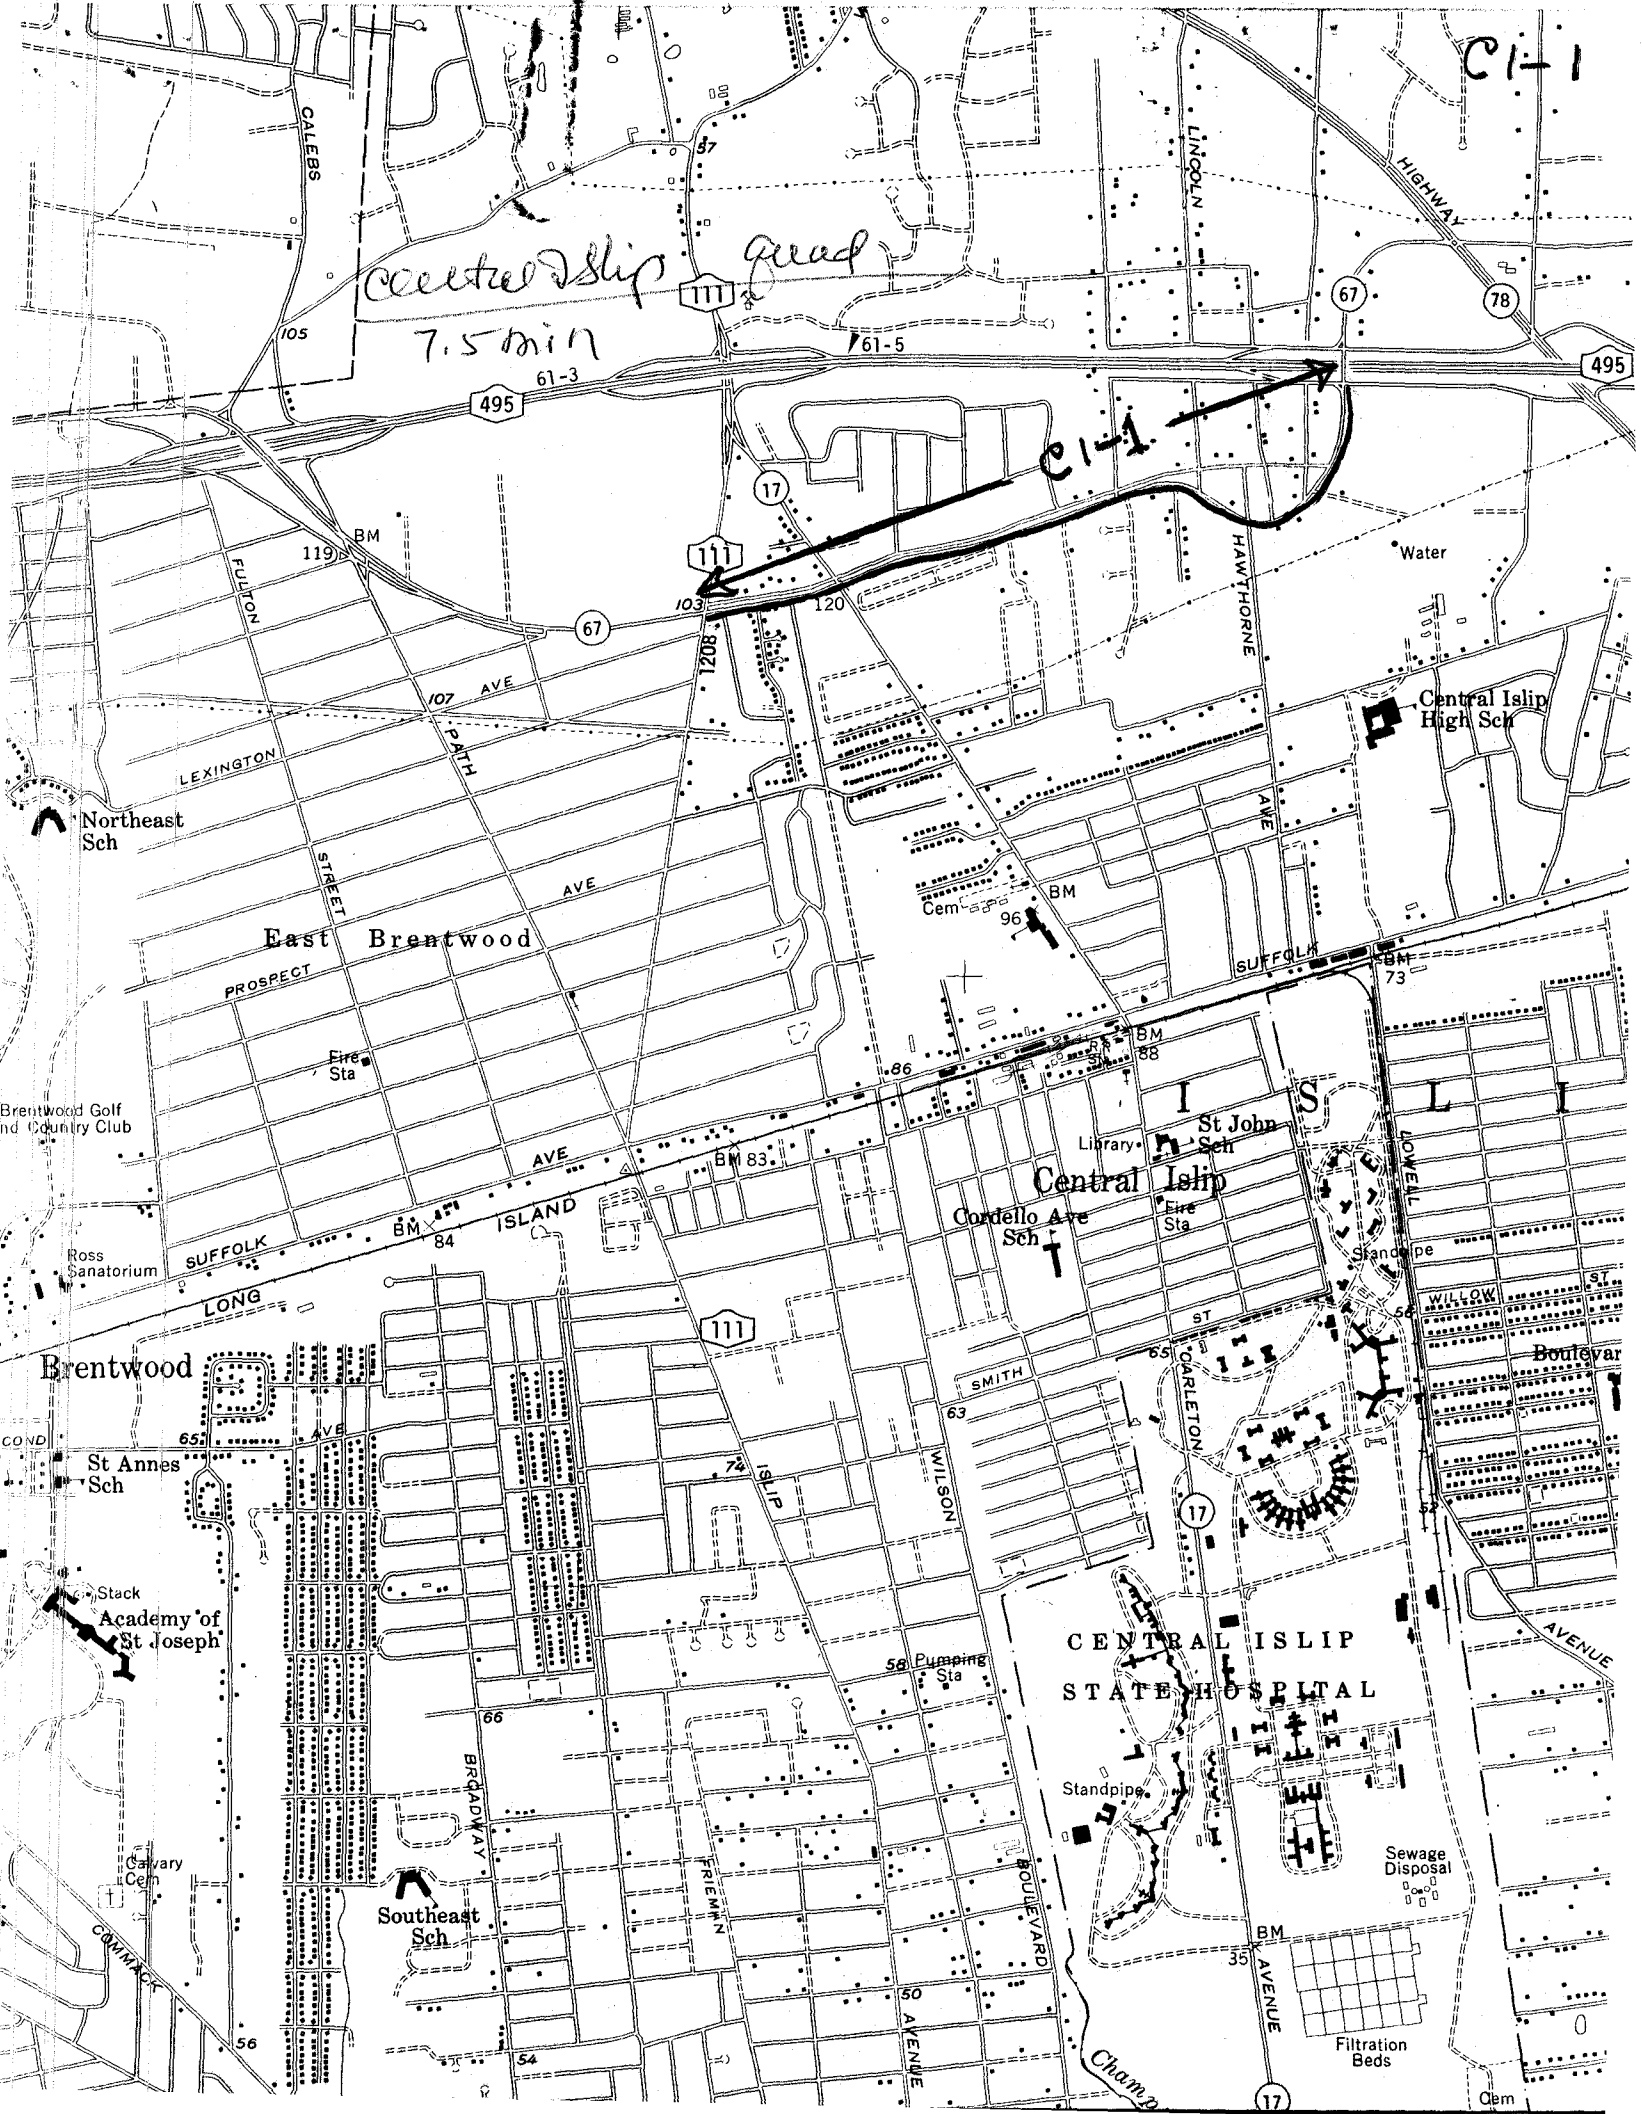 CI-1
CALEBS
57
LINCOLN
HIGHWAY
Central Islip quad
111
67
78
105
7.5 min
61-5
61-3
495
495
CI-1
17
BM
119
111
Water
FULTON
HAWTHORNE
103
120
67
1208
107 AVE
Central Islip
High Sch
PATH
LEXINGTON
AVE
Northeast
Sch
STREET
AVE
BM
Cem
96
East Brentwood
SUFFOLK
BM
73
PROSPECT
BM
88
Fire
Sta
86
I S L I
Brentwood Golf
nd Country Club
St John
Sch
Library
LOWEAL
AVE
BM 83
Central Islip
Cordello Ave
Sch
Fire
Sta
ISLAND
BM
84
SUFFOLK
Ross
Sanatorium
Standpipe
LONG
ST
WILLOW
56
ST
111
Brentwood
65
CARLETON
Boulevar
SMITH
63
COND
65
AVE
St Annes
Sch
74
ISLIP
WILSON
17
52
Stack
Academy of
St Joseph
CENTRAL ISLIP
STATE HOSPITAL
AVENUE
58
Pumping
Sta
66
BROADWAY
Standpipe
Calvary
Cem
Sewage
Disposal
FRIEMAN
BOULEVARD
Southeast
Sch
COMMACK
BM
35
AVENUE
50
AVENUE
56
54
Filtration
Beds
Champ
17
Cem